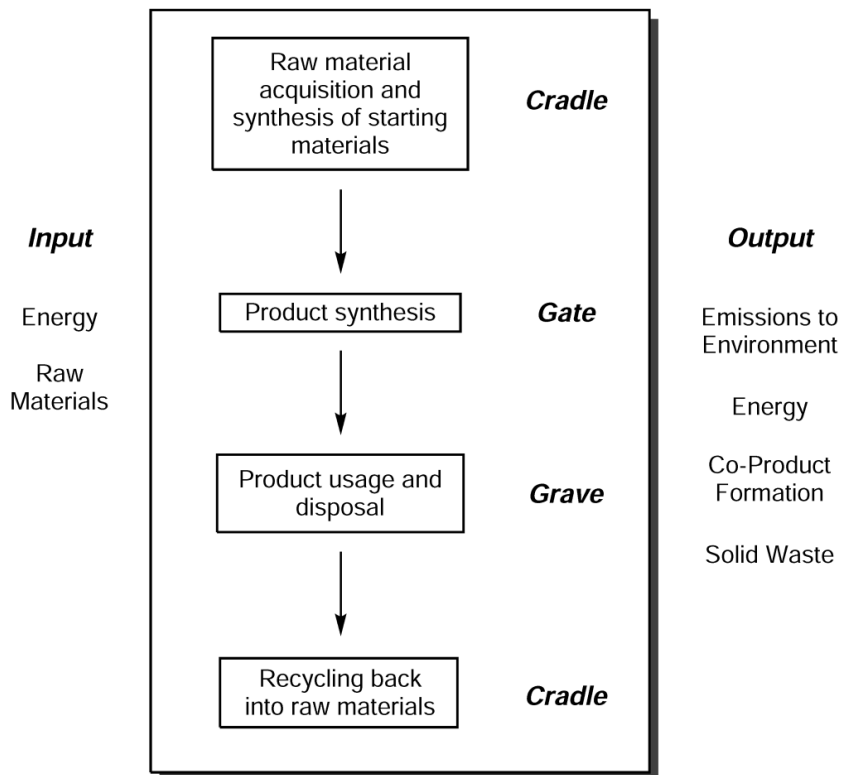 Raw material
acquisition and
synthesis of starting
materials
Cradle
Input
Output
Product synthesis
Gate
Energy
Raw
Materials
Emissions to
Environment
Energy
Co-Product
Formation
Solid Waste
Product usage and
disposal
Grave
Recycling back
into raw materials
Cradle